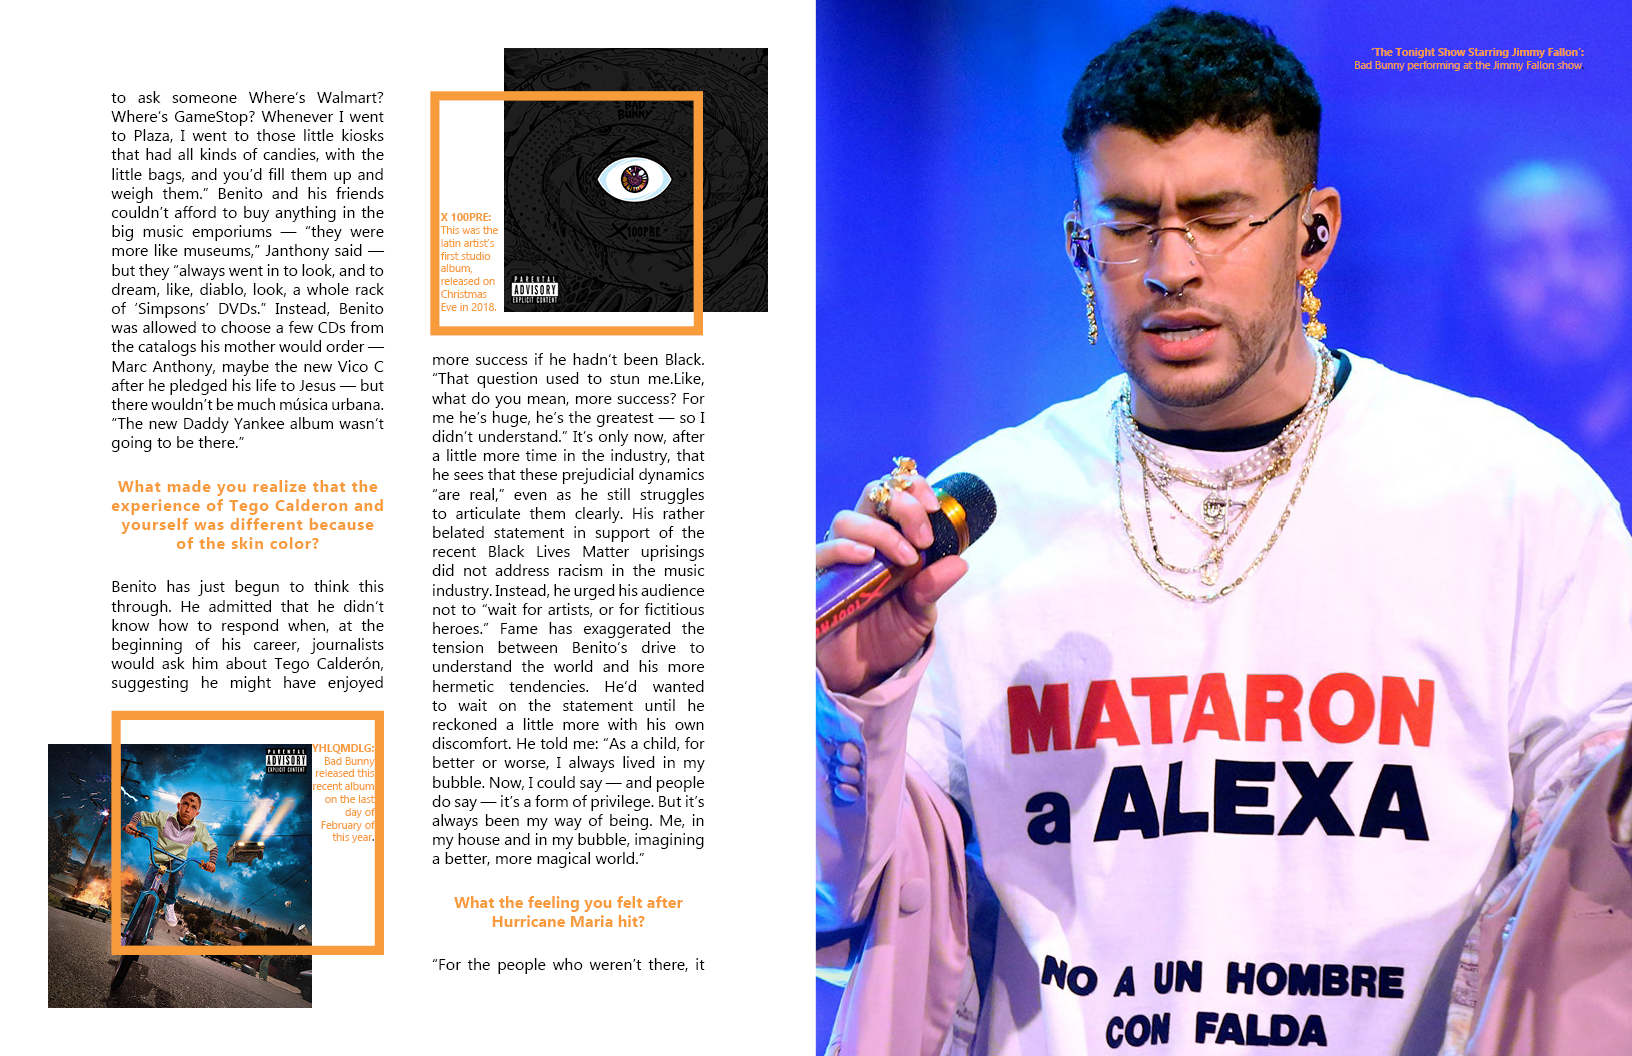 to ask someone Where’s Walmart?
Where’s GameStop? Whenever I went
to Plaza, I went to those little kiosks
that had all kinds of candies, with the
little bags, and you’d fill them up and
weigh them.” Benito and his friends
couldn’t afford to buy anything in the
big music emporiums — “they were
more like museums,” Janthony said —
but they “always went in to look, and to
dream, like, diablo, look, a whole rack
of ‘Simpsons’ DVDs.” Instead, Benito
was allowed to choose a few CDs from
the catalogs his mother would order —
Marc Anthony, maybe the new Vico C
after he pledged his life to Jesus — but
there wouldn’t be much música urbana.
“The new Daddy Yankee album wasn’t
going to be there.”
What made you realize that the
experience of Tego Calderon and
yourself was different because
of the skin color?
Benito has just begun to think this
through. He admitted that he didn’t
know how to respond when, at the
beginning of his career, journalists
would ask him about Tego Calderón,
suggesting he might have enjoyed
PARENTAL
ADVISORY
EXPLICIT CONTENT
YHLQMDLG:
Bad Bunny
released this
recent album
on the last
day of
February of
this year.
BAD
BUNNY
X 100PRE
X 100PRE:
This was the
latin artist’s
first studio
album,
released on
Christmas
Eve in 2018.
PARENTAL
ADVISORY
EXPLICIT CONTENT
more success if he hadn’t been Black.
“That question used to stun me.Like,
what do you mean, more success? For
me he’s huge, he’s the greatest — so I
didn’t understand.” It’s only now, after
a little more time in the industry, that
he sees that these prejudicial dynamics
“are real,” even as he still struggles
to articulate them clearly. His rather
belated statement in support of the
recent Black Lives Matter uprisings
did not address racism in the music
industry. Instead, he urged his audience
not to “wait for artists, or for fictitious
heroes.” Fame has exaggerated the
tension between Benito’s drive to
understand the world and his more
hermetic tendencies. He’d wanted
to wait on the statement until he
reckoned a little more with his own
discomfort. He told me: “As a child, for
better or worse, I always lived in my
bubble. Now, I could say — and people
do say — it’s a form of privilege. But it’s
always been my way of being. Me, in
my house and in my bubble, imagining
a better, more magical world.”
What the feeling you felt after
Hurricane Maria hit?
“For the people who weren’t there, it
‘The Tonight Show Starring Jimmy Fallon’:
Bad Bunny performing at the Jimmy Fallon show.
X100PRE
MATARON
a ALEXA
NO A UN HOMBRE
CON FALDA